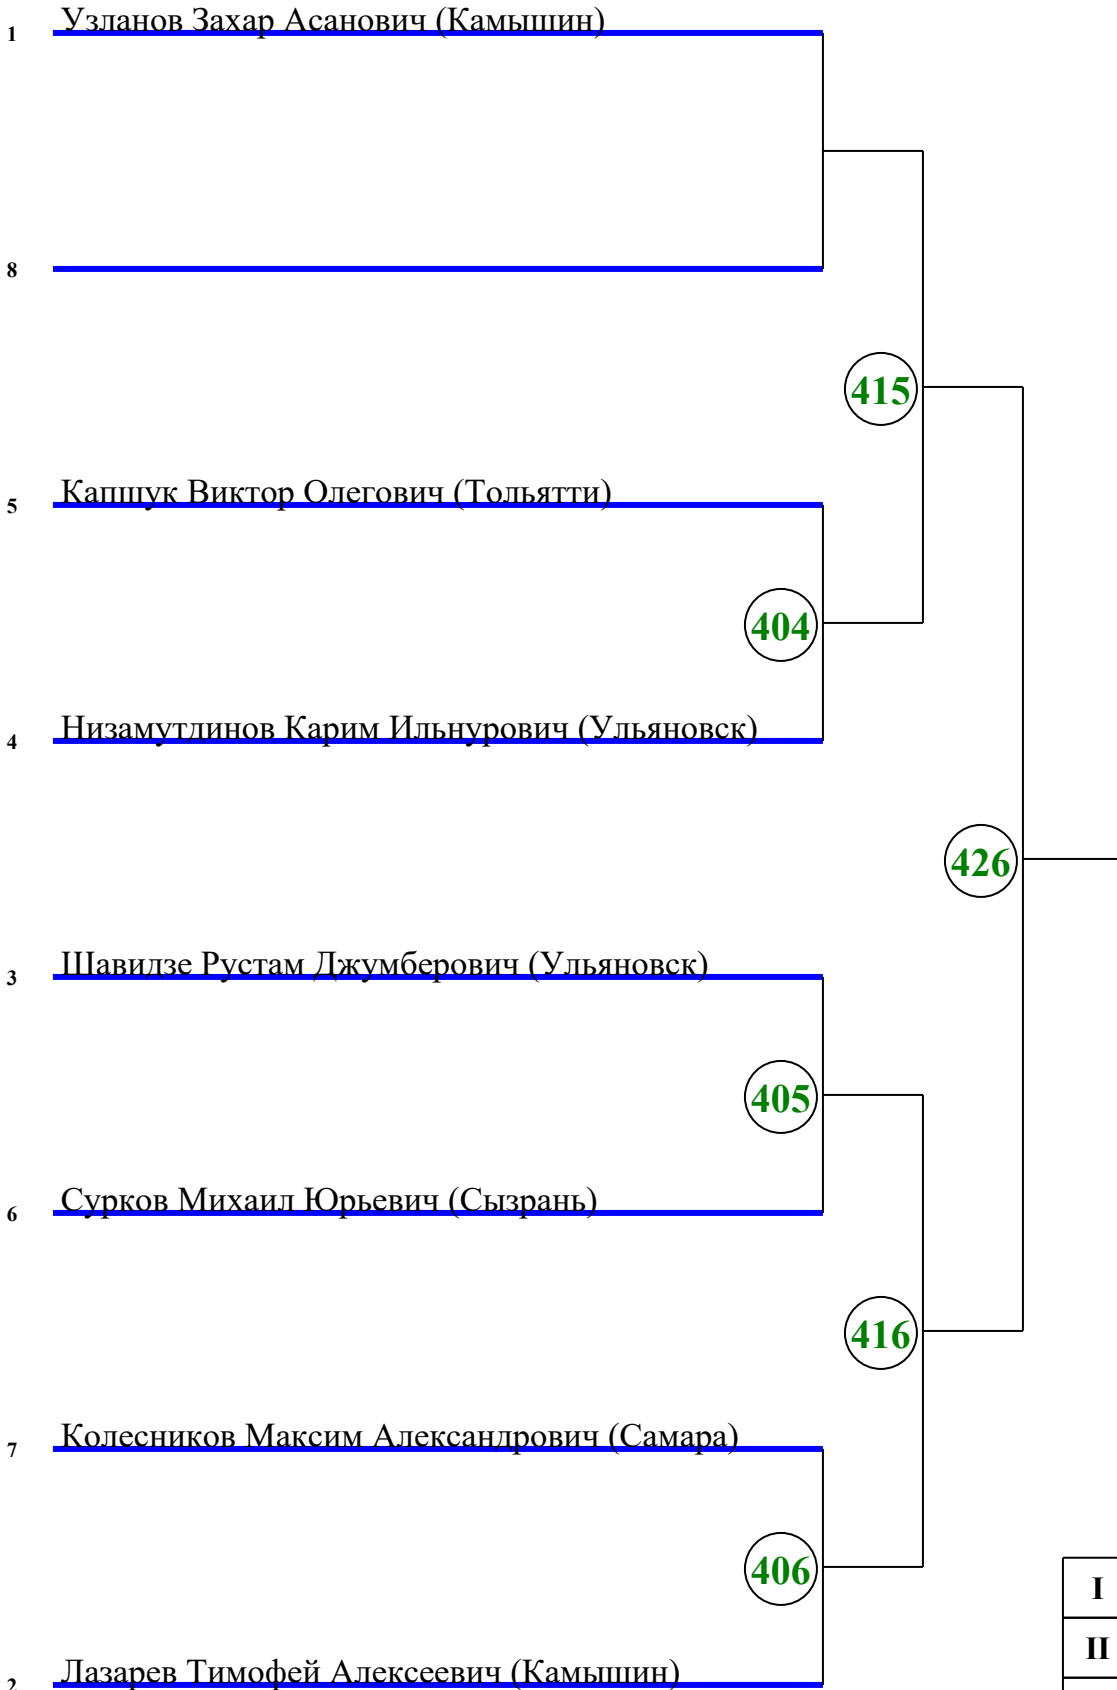 1 Узланов Захар Асанович (Камышин)
8
415
5 Капшук Виктор Олегович (Тольятти)
404
4 Низамутдинов Карим Ильнурович (Ульяновск)
426
3 Шавидзе Рустам Джумберович (Ульяновск)
405
6 Сурков Михаил Юрьевич (Сызрань)
416
7 Колесников Максим Александрович (Самара)
406
I
II
2 Лазарев Тимофей Алексеевич (Камышин)